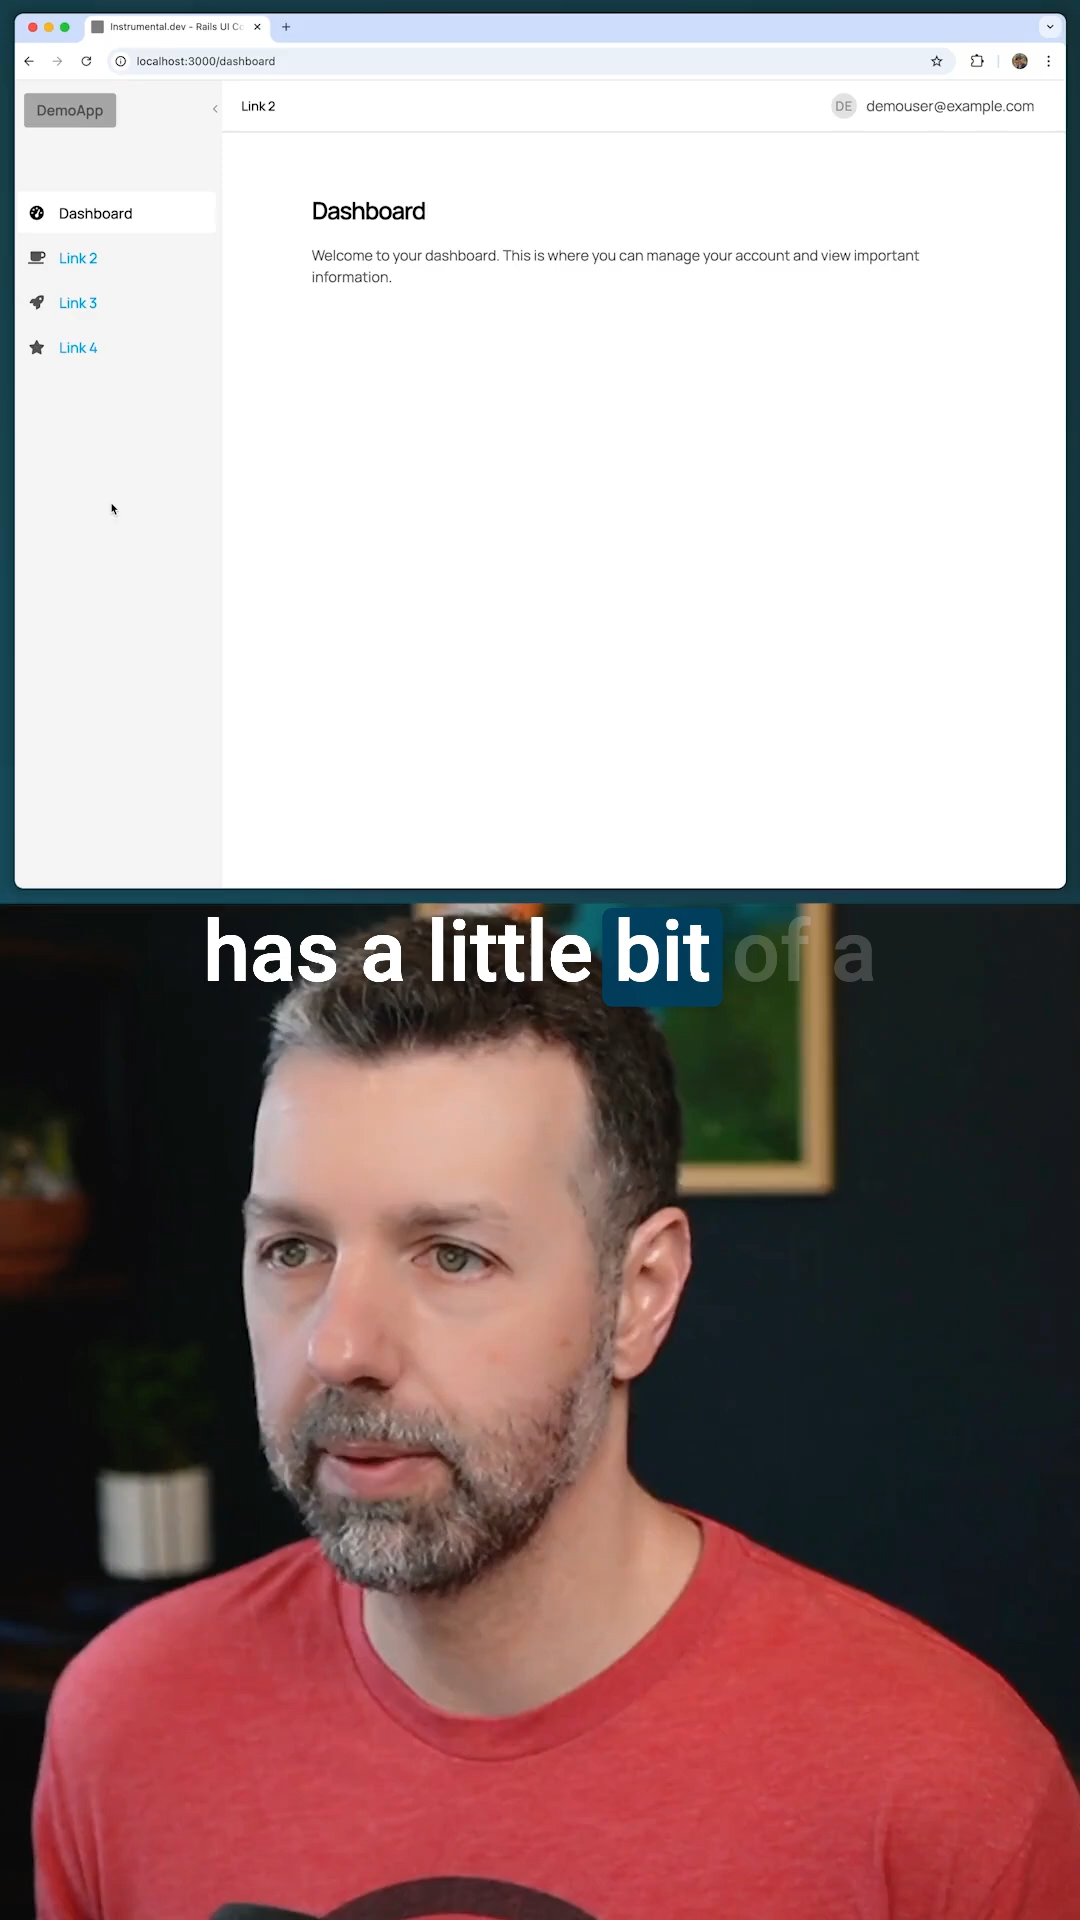 Instrumental.dev - Rails UI Co
localhost:3000/dashboard
DemoApp
Link 2
DE demouser@example.com
Dashboard
Link 2
Link 3
Link 4
Dashboard
Welcome to your dashboard. This is where you can manage your account and view important
information.
has a little bit of a